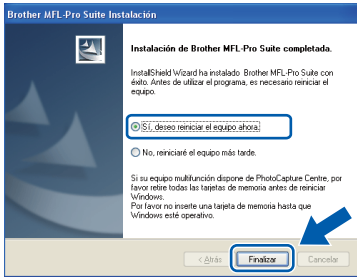 Brother MFL-Pro Suite Instalación
Instalación de Brother MFL-Pro Suite completada.
InstallShield Wizard ha instalado Brother MFL-Pro Suite con
éxito. Antes de utilizar el programa, es necesario reiniciar el
equipo.
Sí, deseo reiniciar el equipo ahora.
No, reiniciaré el equipo más tarde.
Si su equipo multifunción dispone de PhotoCapture Centre, por
favor retire todas las tarjetas de memoria antes de reiniciar
Windows.
Por favor no inserte una tarjeta de memoria hasta que
Windows esté operativo.
< Atrás
Finalizar
Cancelar